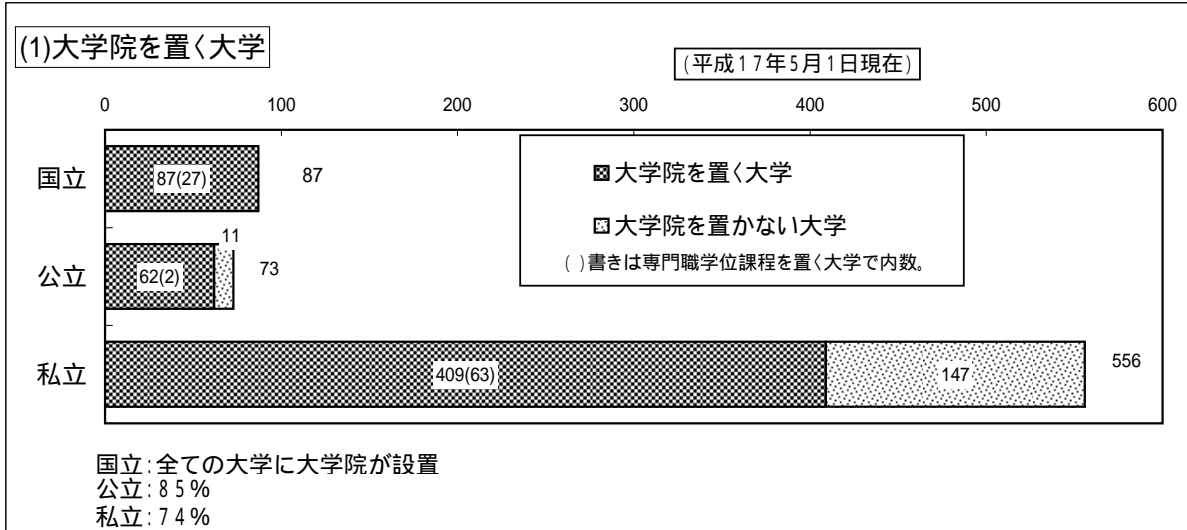 (1)大学院を置く大学
(平成17年5月1日現在)
0 100 200 300 400 500 600
国立 87(27) 87
大学院を置く大学
大学院を置かない大学
( )書きは専門職学位課程を置く大学で内数。
公立 62(2) 11 73
私立 409(63) 147 556
国立:全ての大学に大学院が設置
公立:85%
私立:74%